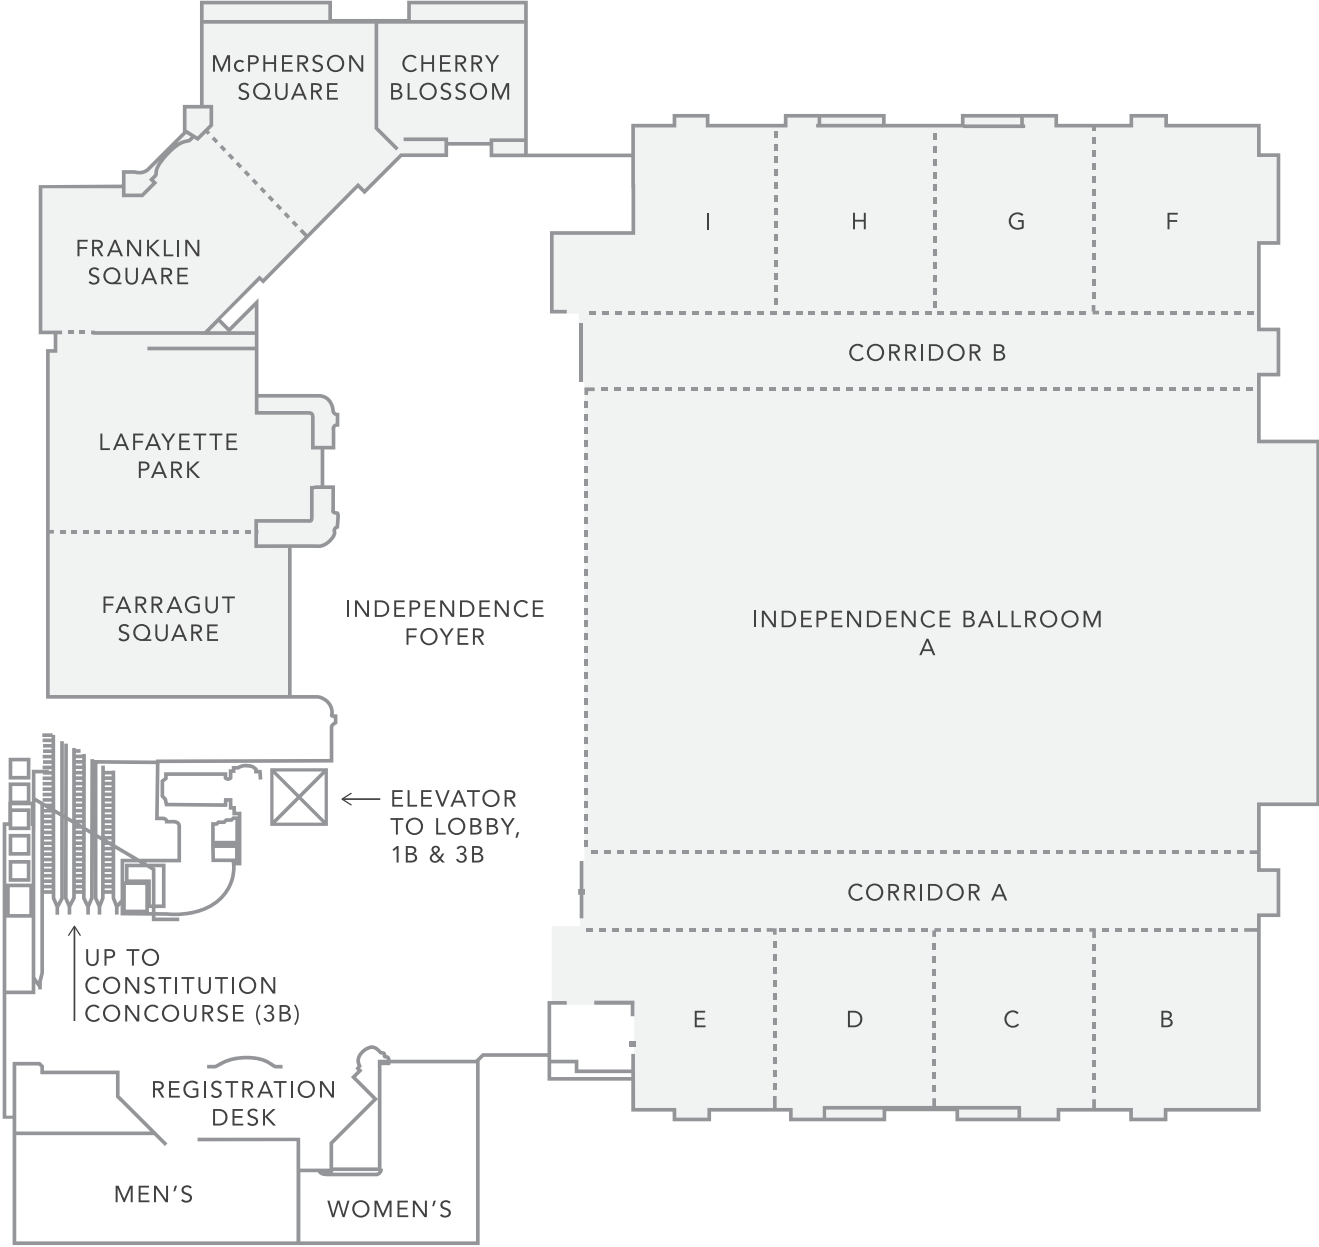 McPHERSON
SQUARE
CHERRY
BLOSSOM
FRANKLIN
SQUARE
I
H
G
F
CORRIDOR B
LAFAYETTE
PARK
FARRAGUT
SQUARE
INDEPENDENCE
FOYER
INDEPENDENCE BALLROOM
A
ELEVATOR
TO LOBBY,
1B & 3B
CORRIDOR A
UP TO
CONSTITUTION
CONCOURSE (3B)
E
D
C
B
REGISTRATION
DESK
MEN'S
WOMEN'S